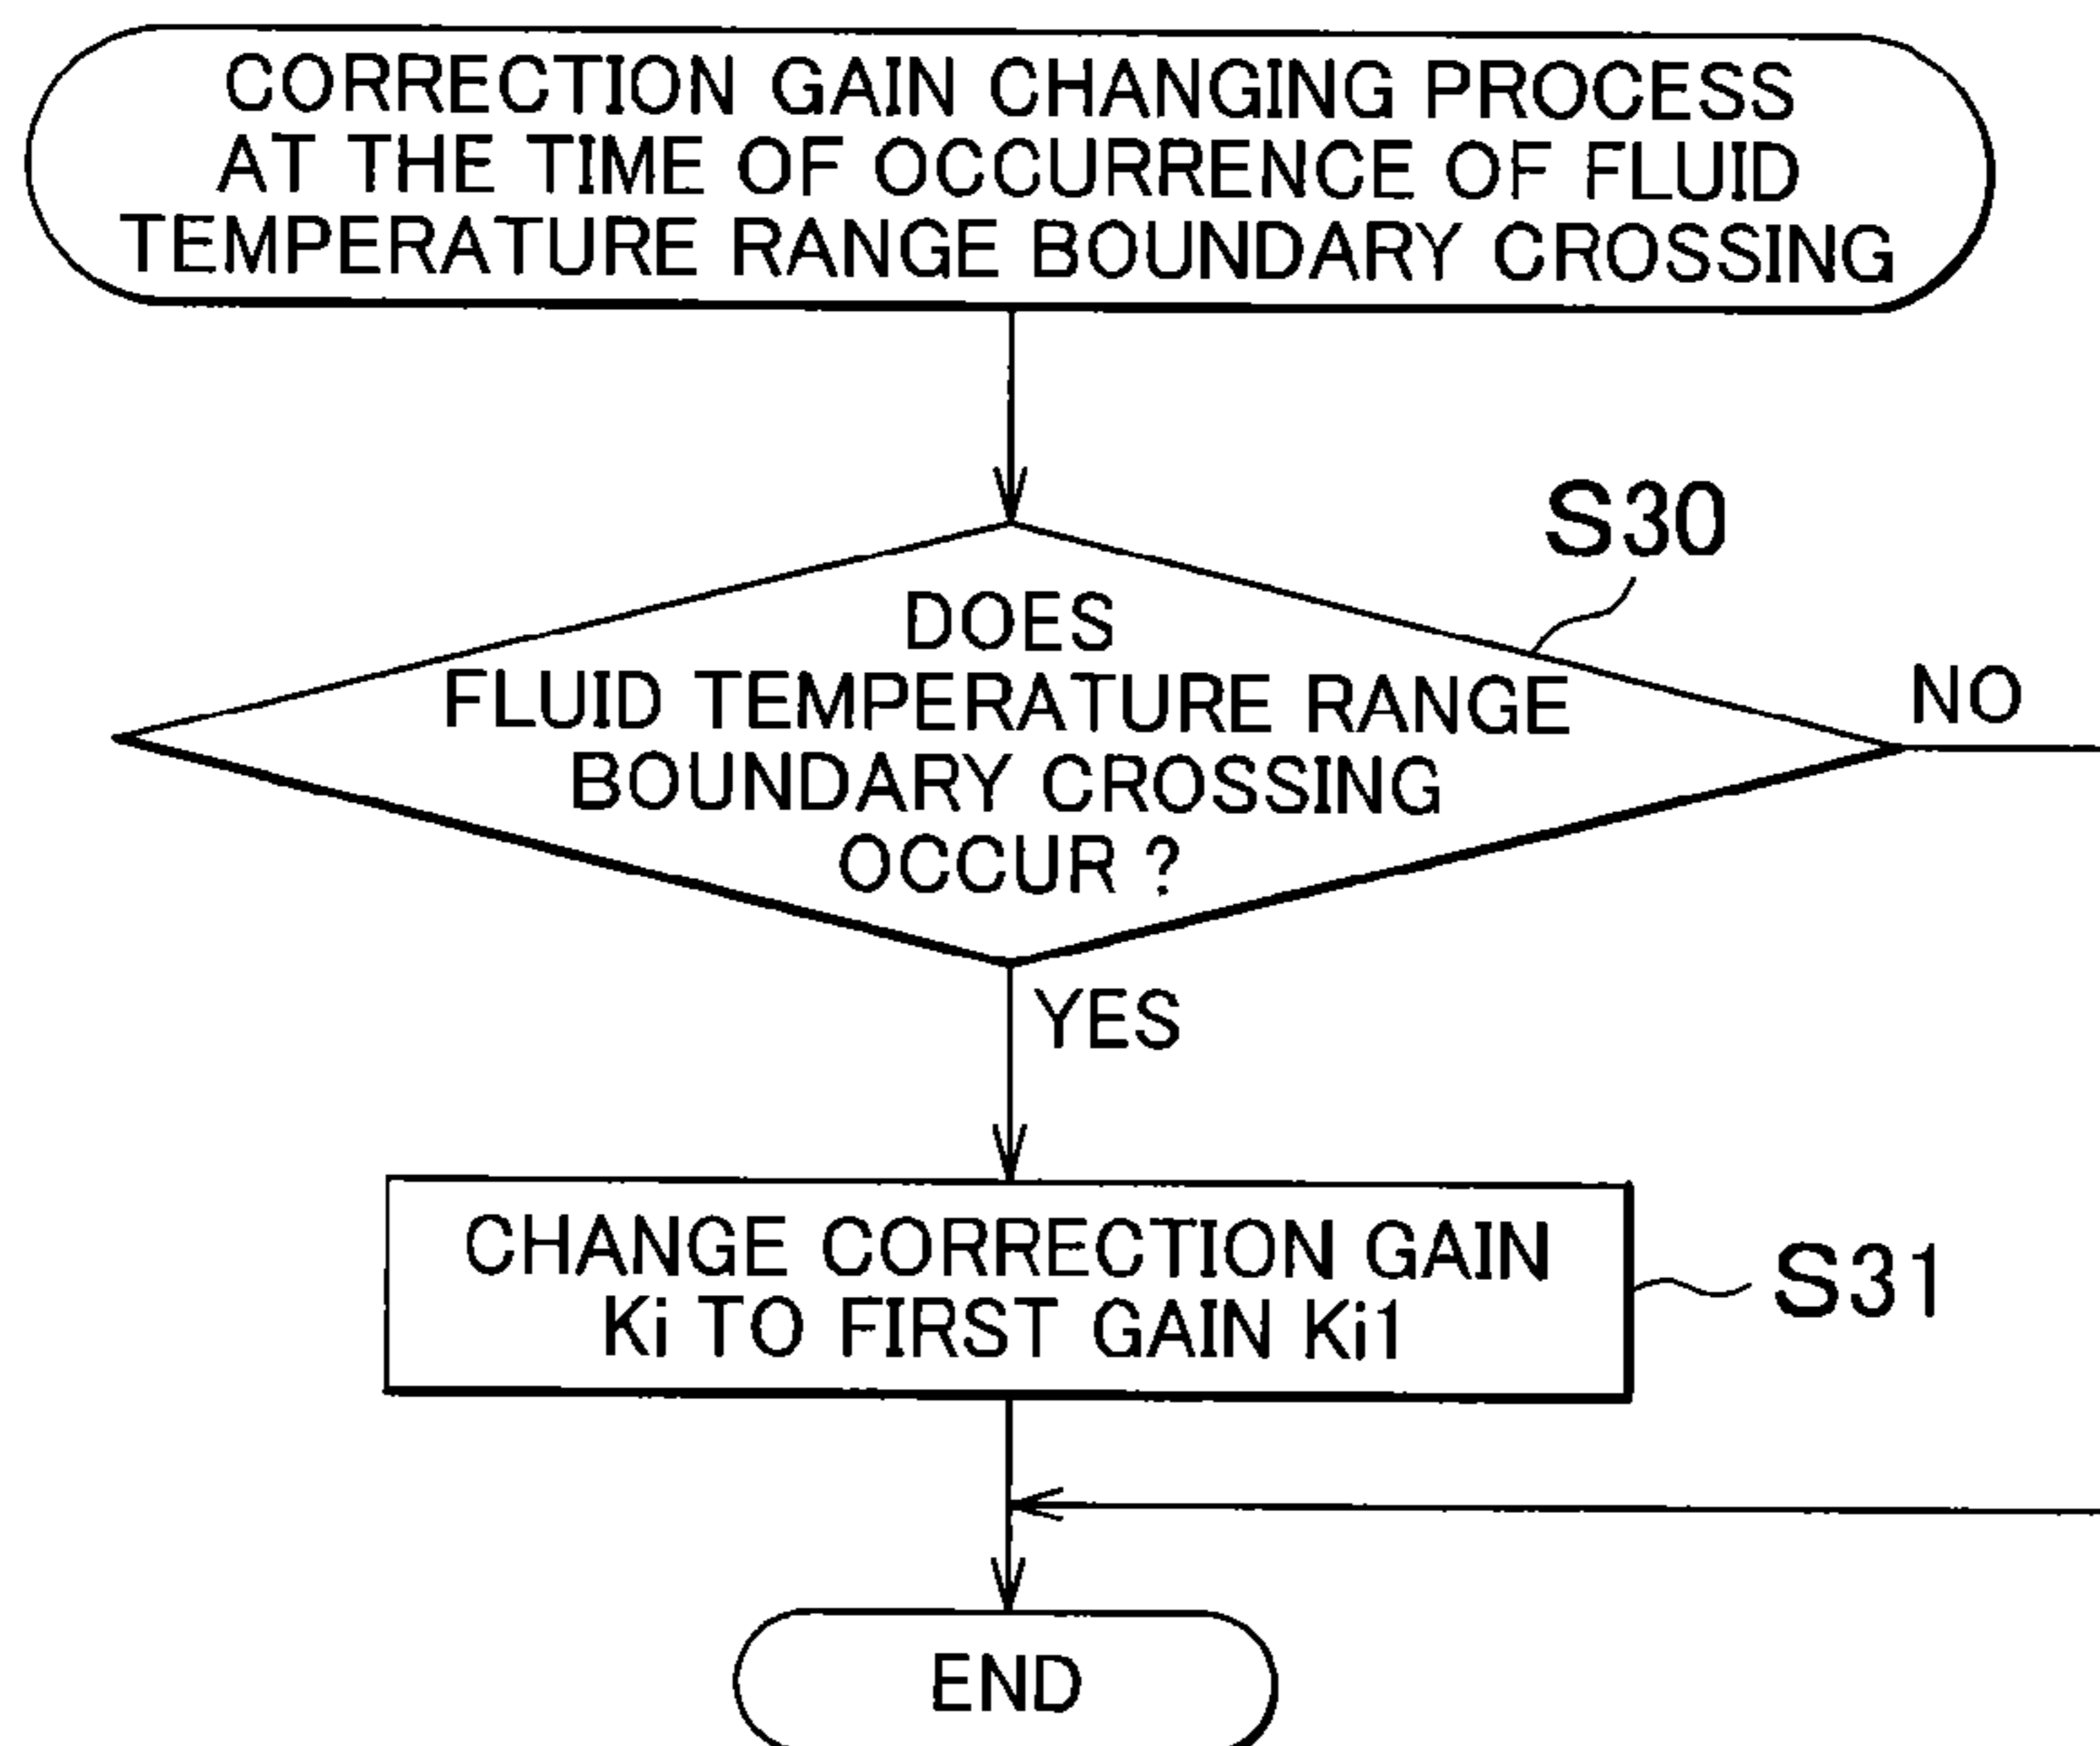 CORRECTION GAIN CHANGING PROCESS
AT THE TIME OF OCCURRENCE OF FLUID
TEMPERATURE RANGE BOUNDARY CROSSING
S30
DOES
FLUID TEMPERATURE RANGE
BOUNDARY CROSSING
OCCUR ?
NO
YES
CHANGE CORRECTION GAIN
Ki TO FIRST GAIN Ki1
S31
END